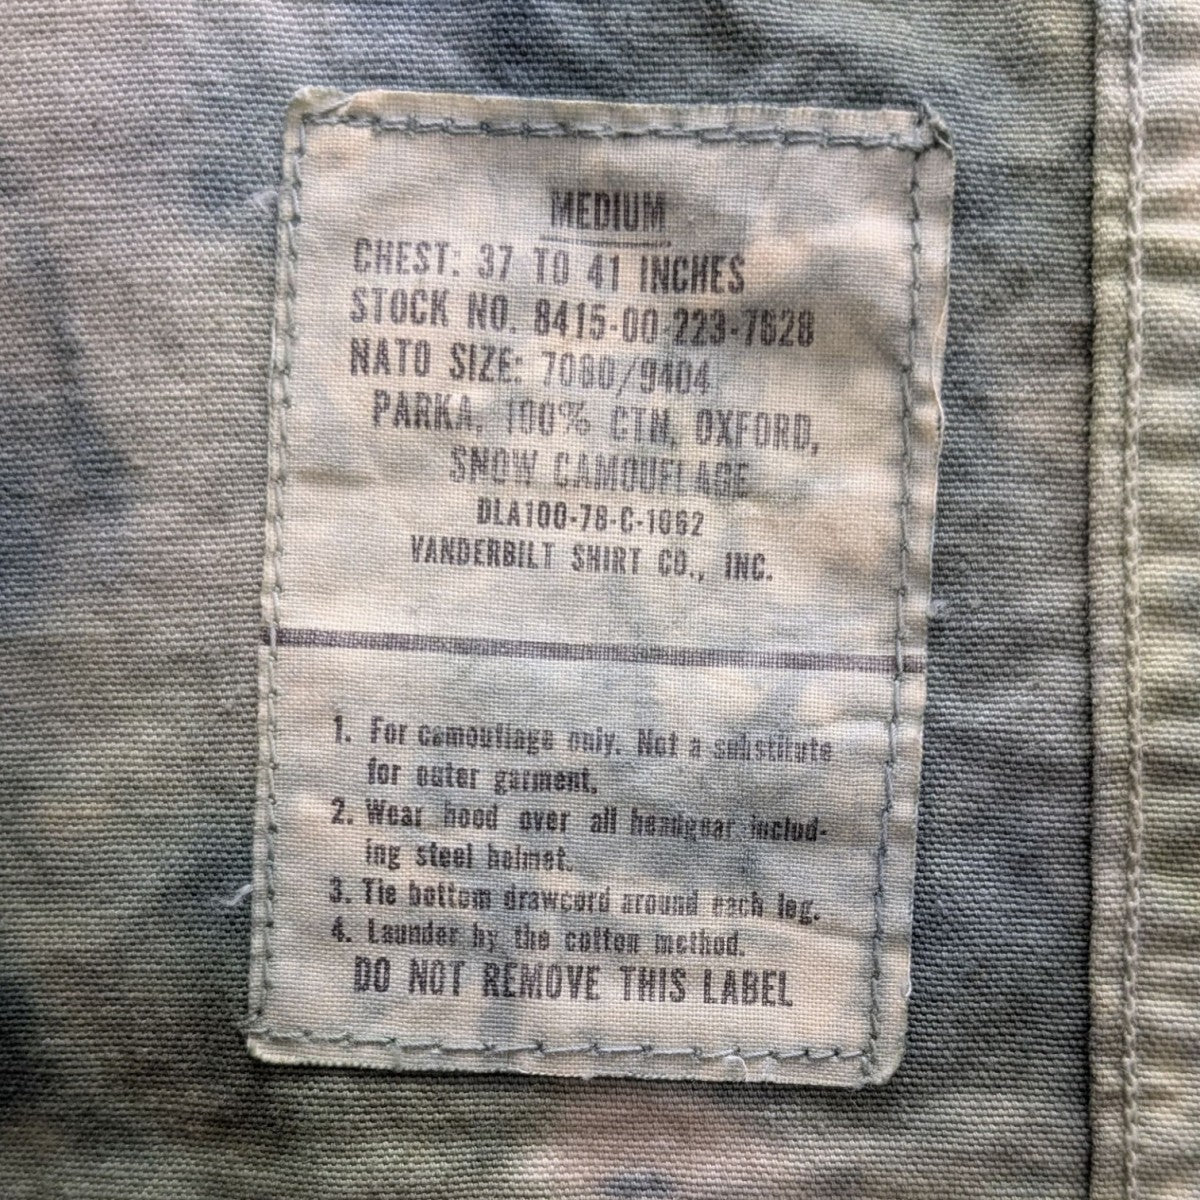 MEDIUM
CHEST: 37 TO 41 INCHES
STOCK NO. 8415-00-223-7628
NATO SIZE: 7080/9404
PARKA, 100% CTN, OXFORD,
SNOW CAMOUFLAGE
DLA100-78-C-1062
VANDERBILT SHIRT CO., INC.
1. For camouflage only. Not a substitute
for outer garment.
2. Wear hood over all headgear includ-
ing steel helmet.
3. Tie bottom drawcord around each leg.
4. Launder by the cotton method.
DO NOT REMOVE THIS LABEL